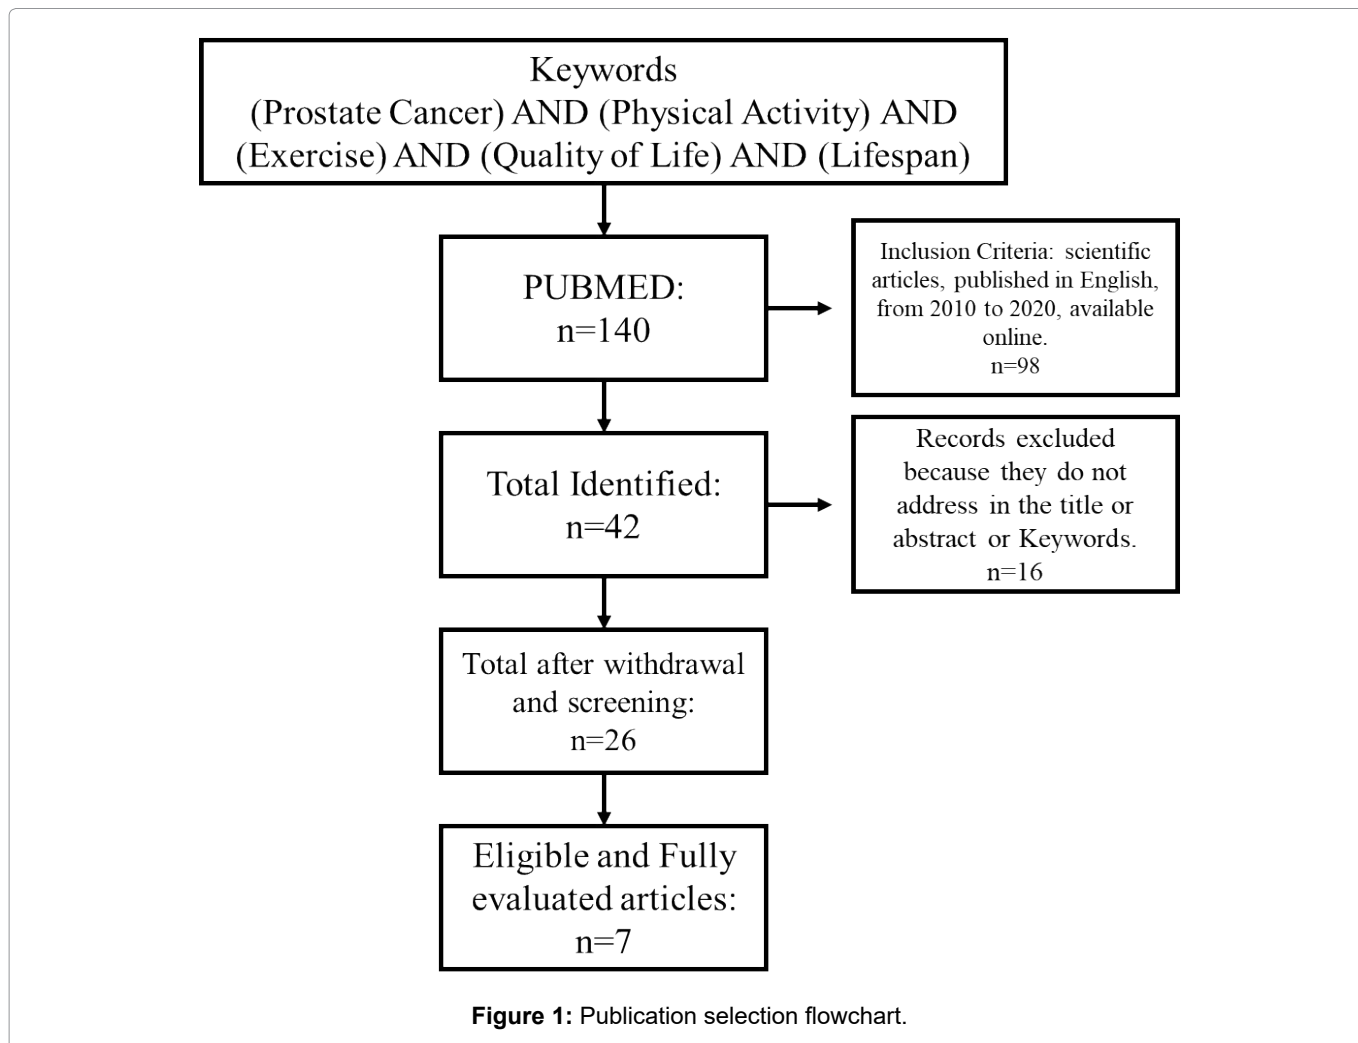 Keywords
(Prostate Cancer) AND (Physical Activity) AND
(Exercise) AND (Quality of Life) AND (Lifespan)
PUBMED:
n=140
Inclusion Criteria: scientific
articles, published in English,
from 2010 to 2020, available
online.
n=98
Total Identified:
n=42
Records excluded
because they do not
address in the title or
abstract or Keywords.
n=16
Total after withdrawal
and screening:
n=26
Eligible and Fully
evaluated articles:
n=7
Figure 1: Publication selection flowchart.